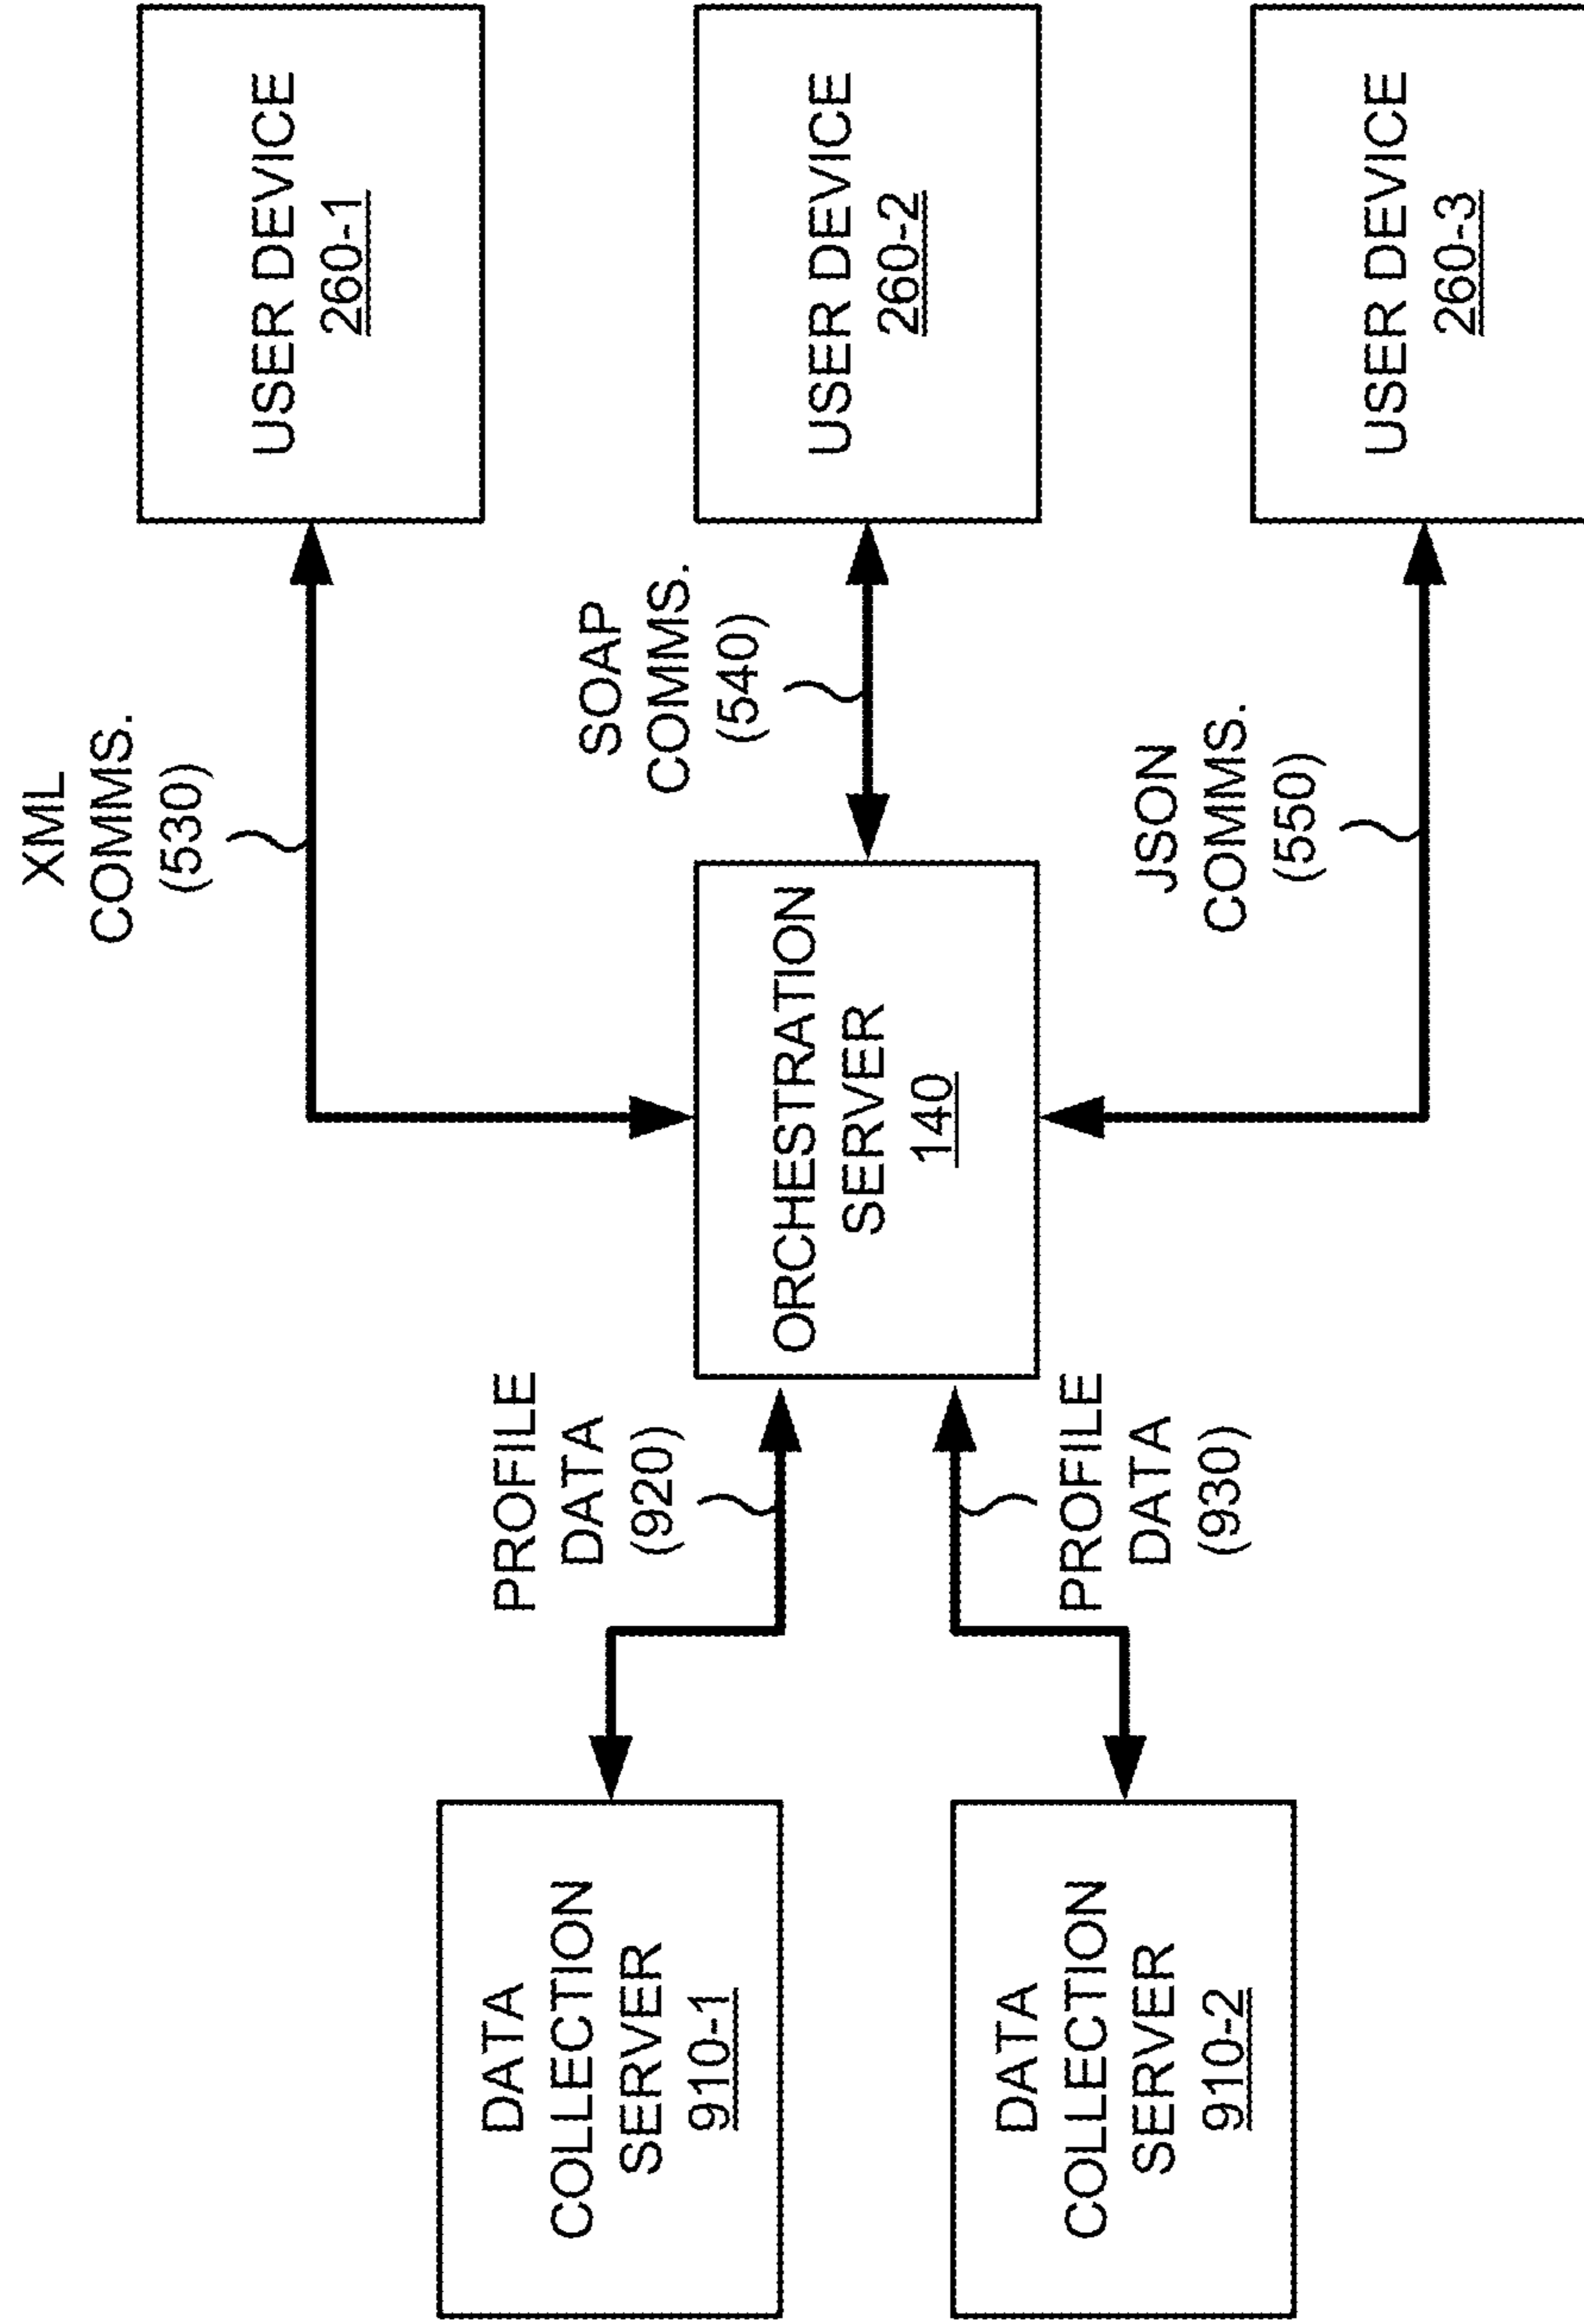 XML
COMMS.
(530)
USER DEVICE
260-1
PROFILE
DATA
(920)
SOAP
COMMS.
(540)
DATA
COLLECTION
SERVER
910-1
ORCHESTRATION
SERVER
140
USER DEVICE
260-2
DATA
COLLECTION
SERVER
910-2
PROFILE
DATA
(930)
JSON
COMMS.
(550)
USER DEVICE
260-3